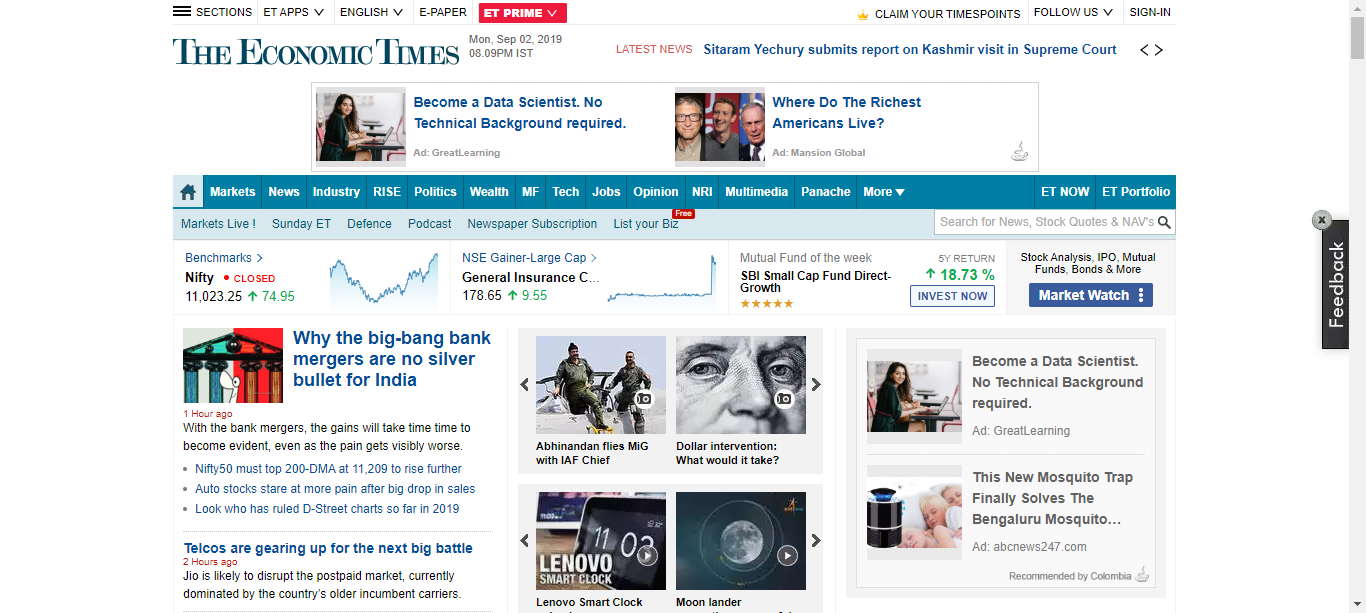 SECTIONS ET APPS ENGLISH E-PAPER ET PRIME CLAIM YOUR TIMESPOINTS FOLLOW US SIGN-IN
THE ECONOMIC TIMES
Mon, Sep 02, 2019
08.09PM IST
LATEST NEWS Sitaram Yechury submits report on Kashmir visit in Supreme Court
Become a Data Scientist. No
Technical Background required.
Ad: GreatLearning
Where Do The Richest
Americans Live?
Ad: Mansion Global
Markets News Industry RISE Politics Wealth MF Tech Jobs Opinion NRI Multimedia Panache More ET NOW ET Portfolio
Markets Live ! Sunday ET Defence Podcast Newspaper Subscription List your Biz Free
Search for News, Stock Quotes & NAV's
x
Feedback
Benchmarks
Nifty CLOSED
11,023.25 74.95
NSE Gainer-Large Cap
General Insurance C...
178.65 9.55
Mutual Fund of the week
SBI Small Cap Fund Direct-
Growth
5Y RETURN
18.73 %
INVEST NOW
Stock Analysis, IPO, Mutual
Funds, Bonds & More
Market Watch
Why the big-bang bank
mergers are no silver
bullet for India
1 Hour ago
With the bank mergers, the gains will take time time to
become evident, even as the pain gets visibly worse.
Nifty50 must top 200-DMA at 11,209 to rise further
Auto stocks stare at more pain after big drop in sales
Look who has ruled D-Street charts so far in 2019
Telcos are gearing up for the next big battle
2 Hours ago
Jio is likely to disrupt the postpaid market, currently
dominated by the country's older incumbent carriers.
Abhinandan flies MiG
with IAF Chief
Dollar intervention:
What would it take?
11 03
LENOVO
SMART CLOCK
Lenovo Smart Clock
Moon lander
Become a Data Scientist.
No Technical Background
required.
Ad: GreatLearning
This New Mosquito Trap
Finally Solves The
Bengaluru Mosquito…
Ad: abcnews247.com
Recommended by Colombia